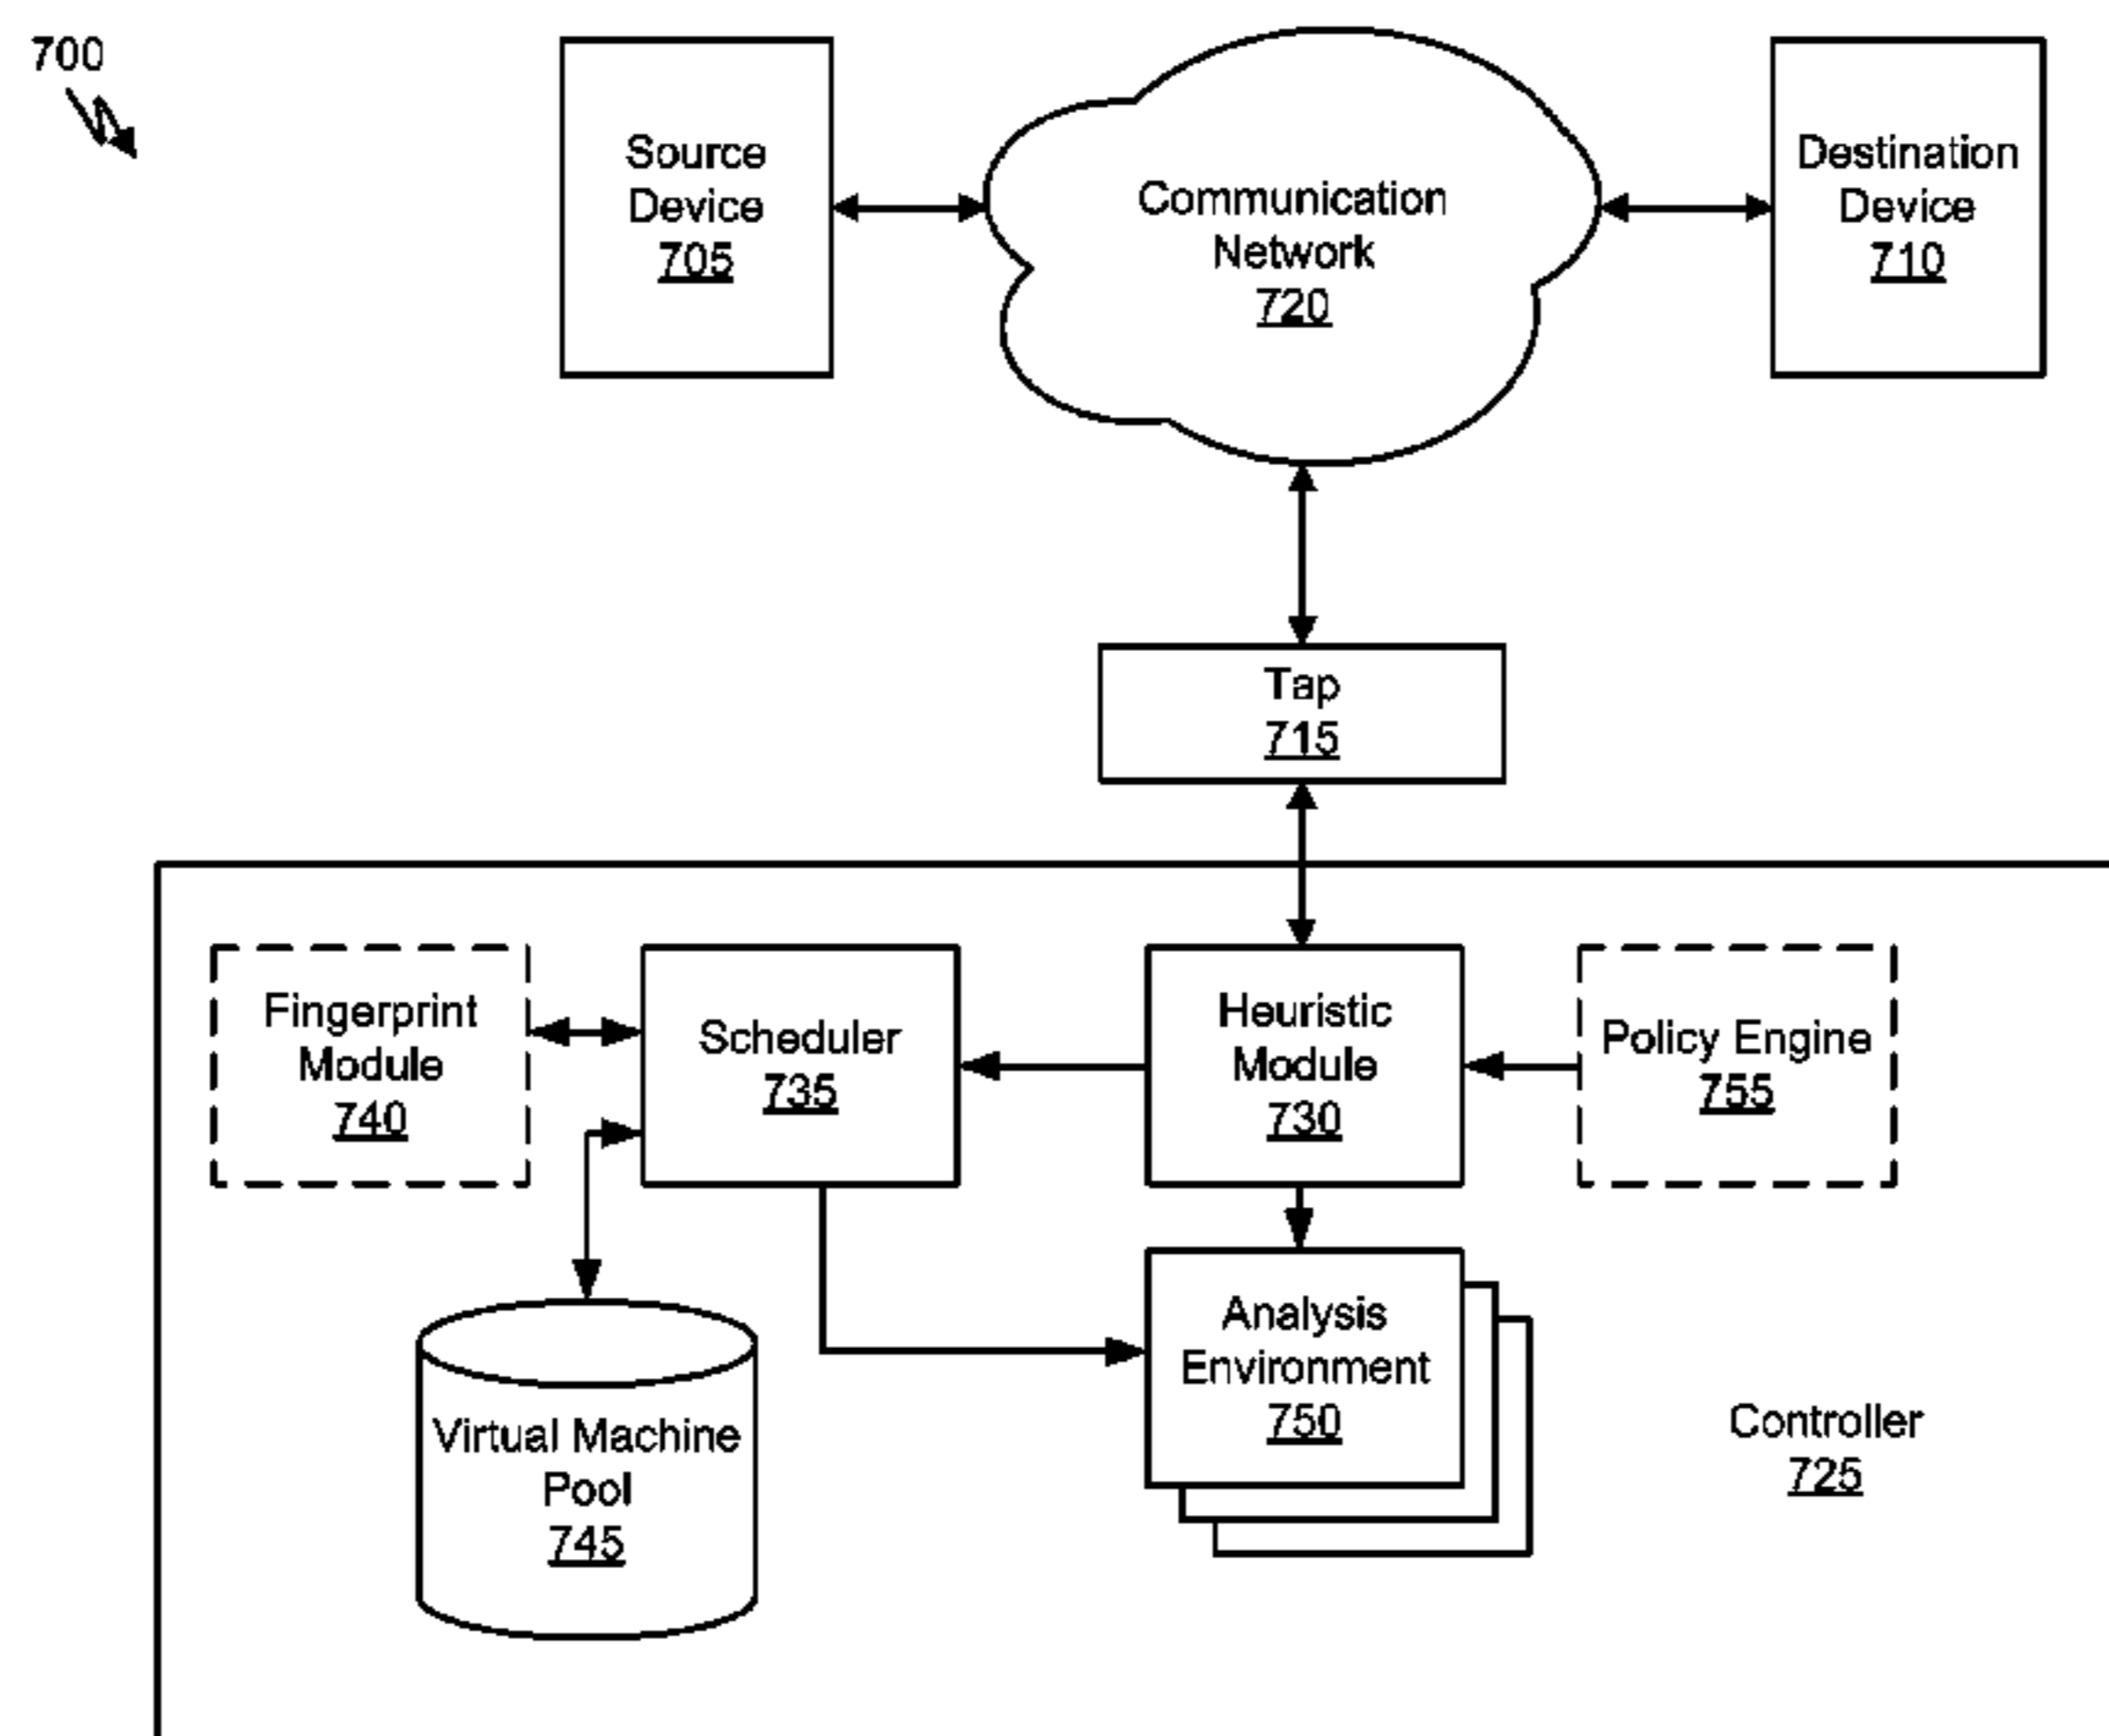 700
Source
Device
705
Communication
Network
720
Destination
Device
710
Tap
715
Fingerprint
Module
740
Scheduler
735
Heuristic
Module
730
Policy Engine
755
Virtual Machine
Pool
745
Analysis
Environment
750
Controller
725